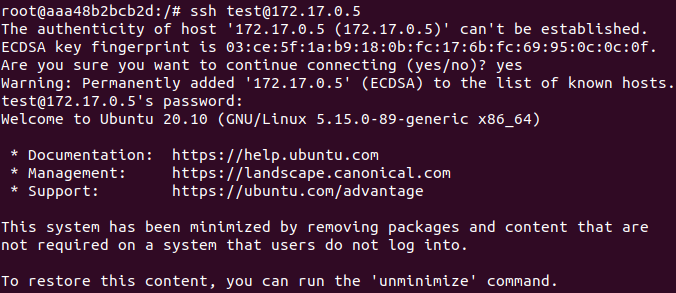 root@aaa48b2bcb2d:/# ssh test@172.17.0.5
The authenticity of host '172.17.0.5 (172.17.0.5)' can't be established.
ECDSA key fingerprint is 03:ce:5f:1a:b9:18:0b:fc:17:6b:fc:69:95:0c:0c:0f.
Are you sure you want to continue connecting (yes/no)? yes
Warning: Permanently added '172.17.0.5' (ECDSA) to the list of known hosts.
test@172.17.0.5's password:
Welcome to Ubuntu 20.10 (GNU/Linux 5.15.0-89-generic x86_64)
* Documentation:  https://help.ubuntu.com
* Management:     https://landscape.canonical.com
* Support:        https://ubuntu.com/advantage
This system has been minimized by removing packages and content that are
not required on a system that users do not log into.
To restore this content, you can run the 'unminimize' command.